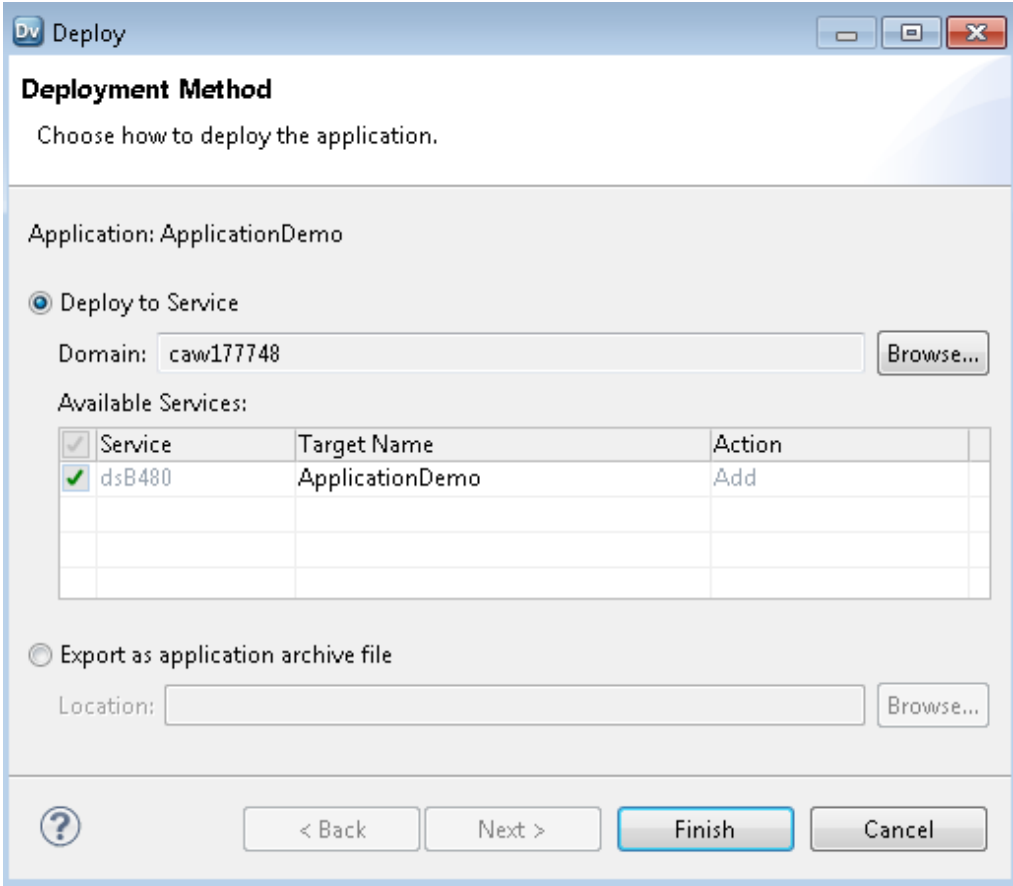 Dv Deploy
Deployment Method
Choose how to deploy the application.
Application: ApplicationDemo
Deploy to Service
Domain: caw177748 Browse...
Available Services:
Service Target Name Action
dsB480 ApplicationDemo Add
Export as application archive file
Location: Browse...
? < Back Next > Finish Cancel